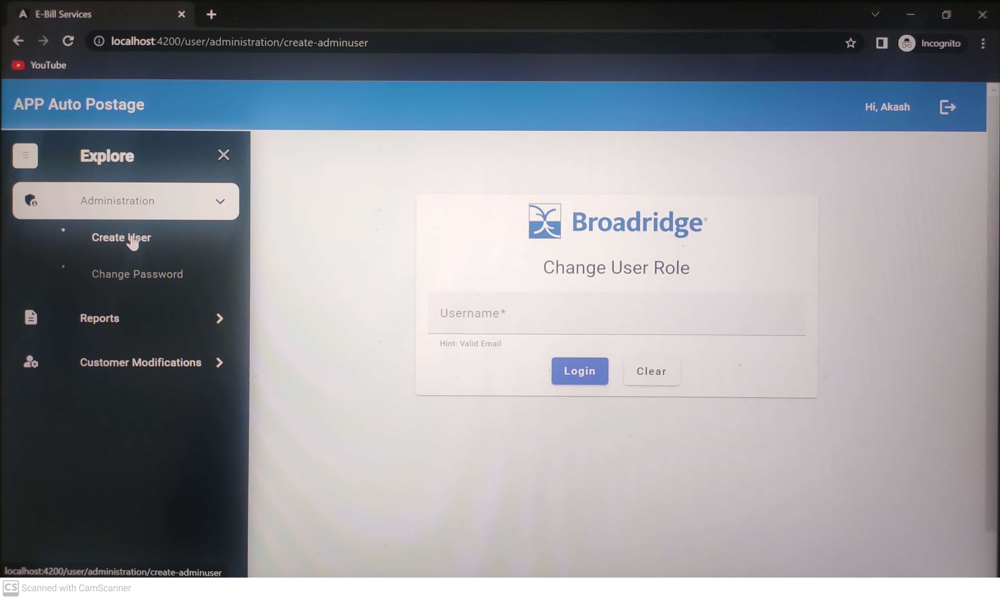 E-Bill Services
localhost:4200/user/administration/create-adminuser
Incognito
YouTube
APP Auto Postage
Hi, Akash
Explore
Administration
Create User
Change Password
Reports
Customer Modifications
Broadridge®
Change User Role
Username*
Hint: Valid Email
Login
Clear
localhost:4200/user/administration/create-adminuser
CS Scanned with CamScanner